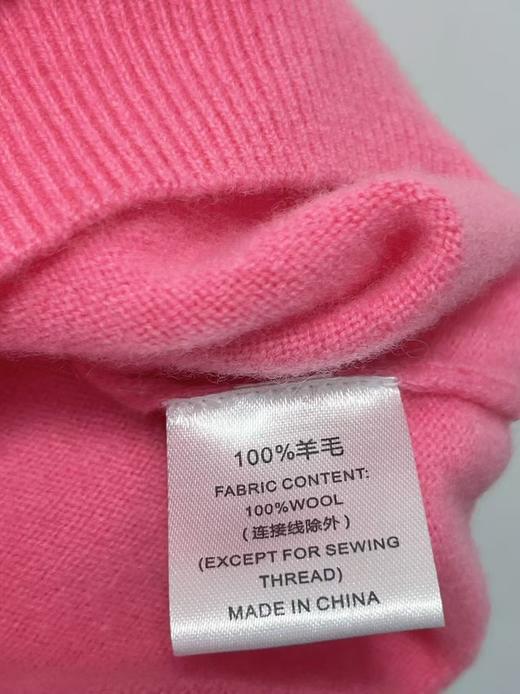 100%羊毛
FABRIC CONTENT:
100%WOOL
(连接线除外)
(EXCEPT FOR SEWING
THREAD)
MADE IN CHINA